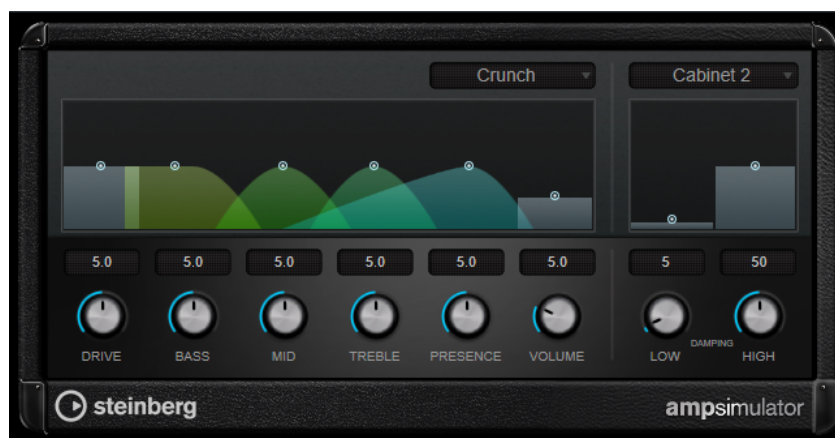 Crunch Cabinet 2
5.0 5.0 5.0 5.0 5.0 5.0 5 50
DRIVE BASS MID TREBLE PRESENCE VOLUME LOW DAMPING HIGH
steinberg ampsimulator